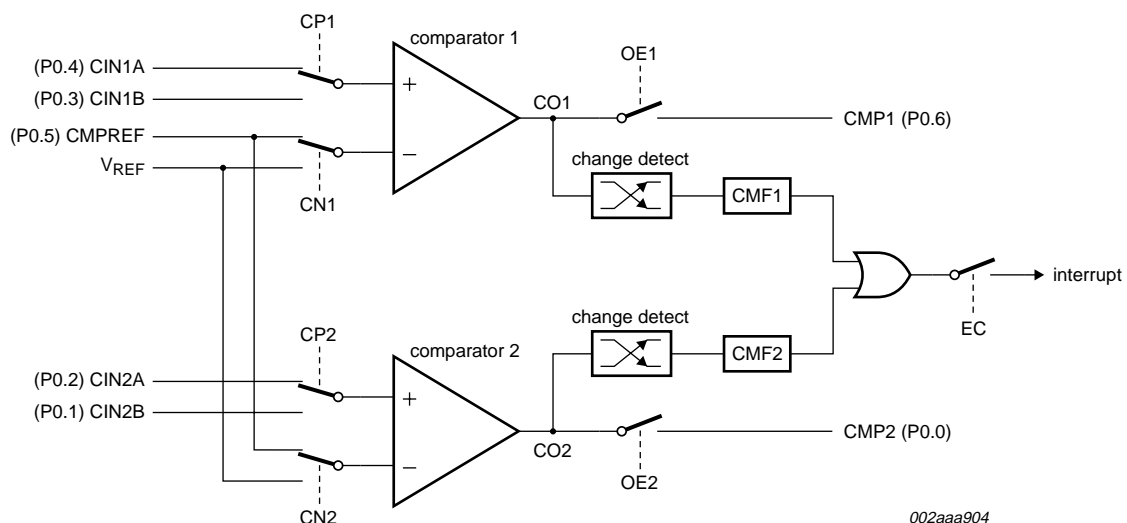 CP1
comparator 1
OE1
(P0.4) CIN1A
+
(P0.3) CIN1B
CO1
CMP1 (P0.6)
(P0.5) CMPREF
−
VREF
change detect
CN1
CMF1
interrupt
EC
change detect
CP2
comparator 2
CMF2
(P0.2) CIN2A
+
(P0.1) CIN2B
CMP2 (P0.0)
CO2
−
OE2
CN2
002aaa904